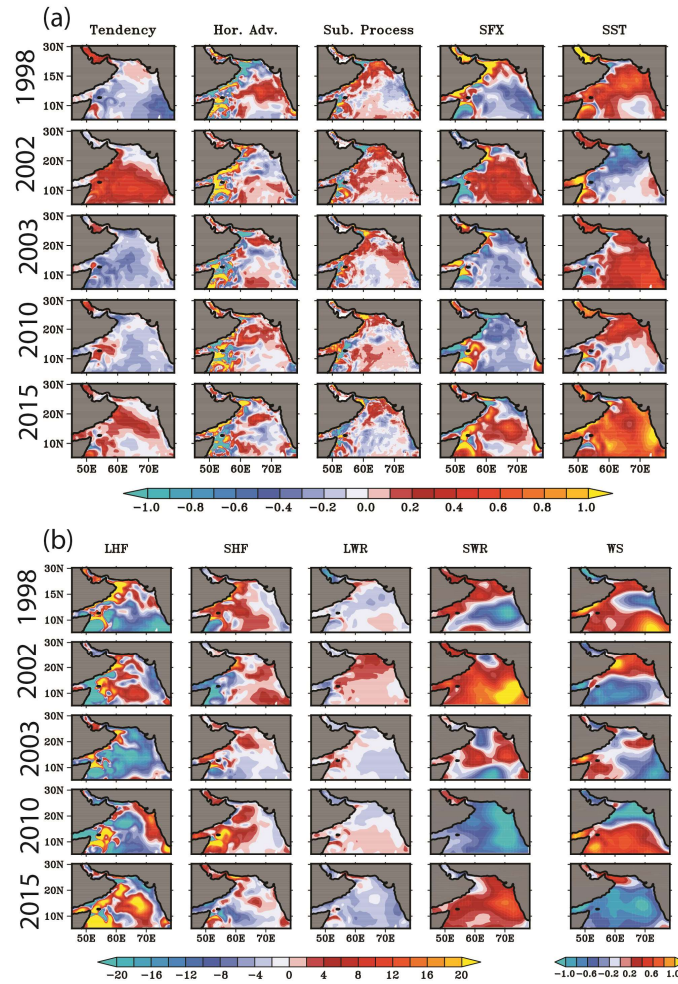 (a)
Tendency Hor. Adv. Sub. Process SFX SST
1998
30N
15N
10N
2002
30N
20N
10N
2003
30N
20N
10N
2010
30N
20N
10N
2015
30N
20N
10N
50E 60E 70E 50E 60E 70E 50E 60E 70E 50E 60E 70E 50E 60E 70E
-1.0 -0.6 -0.4 -0.2 0.0 0.2 0.4 0.6 0.8 1.0
(b)
LHF SHF LWR SWR WS
1998
30N
15N
10N
2002
30N
20N
10N
2003
30N
20N
10N
2010
30N
20N
10N
2015
30N
20N
10N
50E 60E 70E 50E 60E 70E 50E 60E 70E 50E 60E 70E 50E 60E 70E
-20 -16 -12 -8 -4 0 4 8 12 16 20 -1.0 -0.6 -0.2 0.2 0.6 1.0